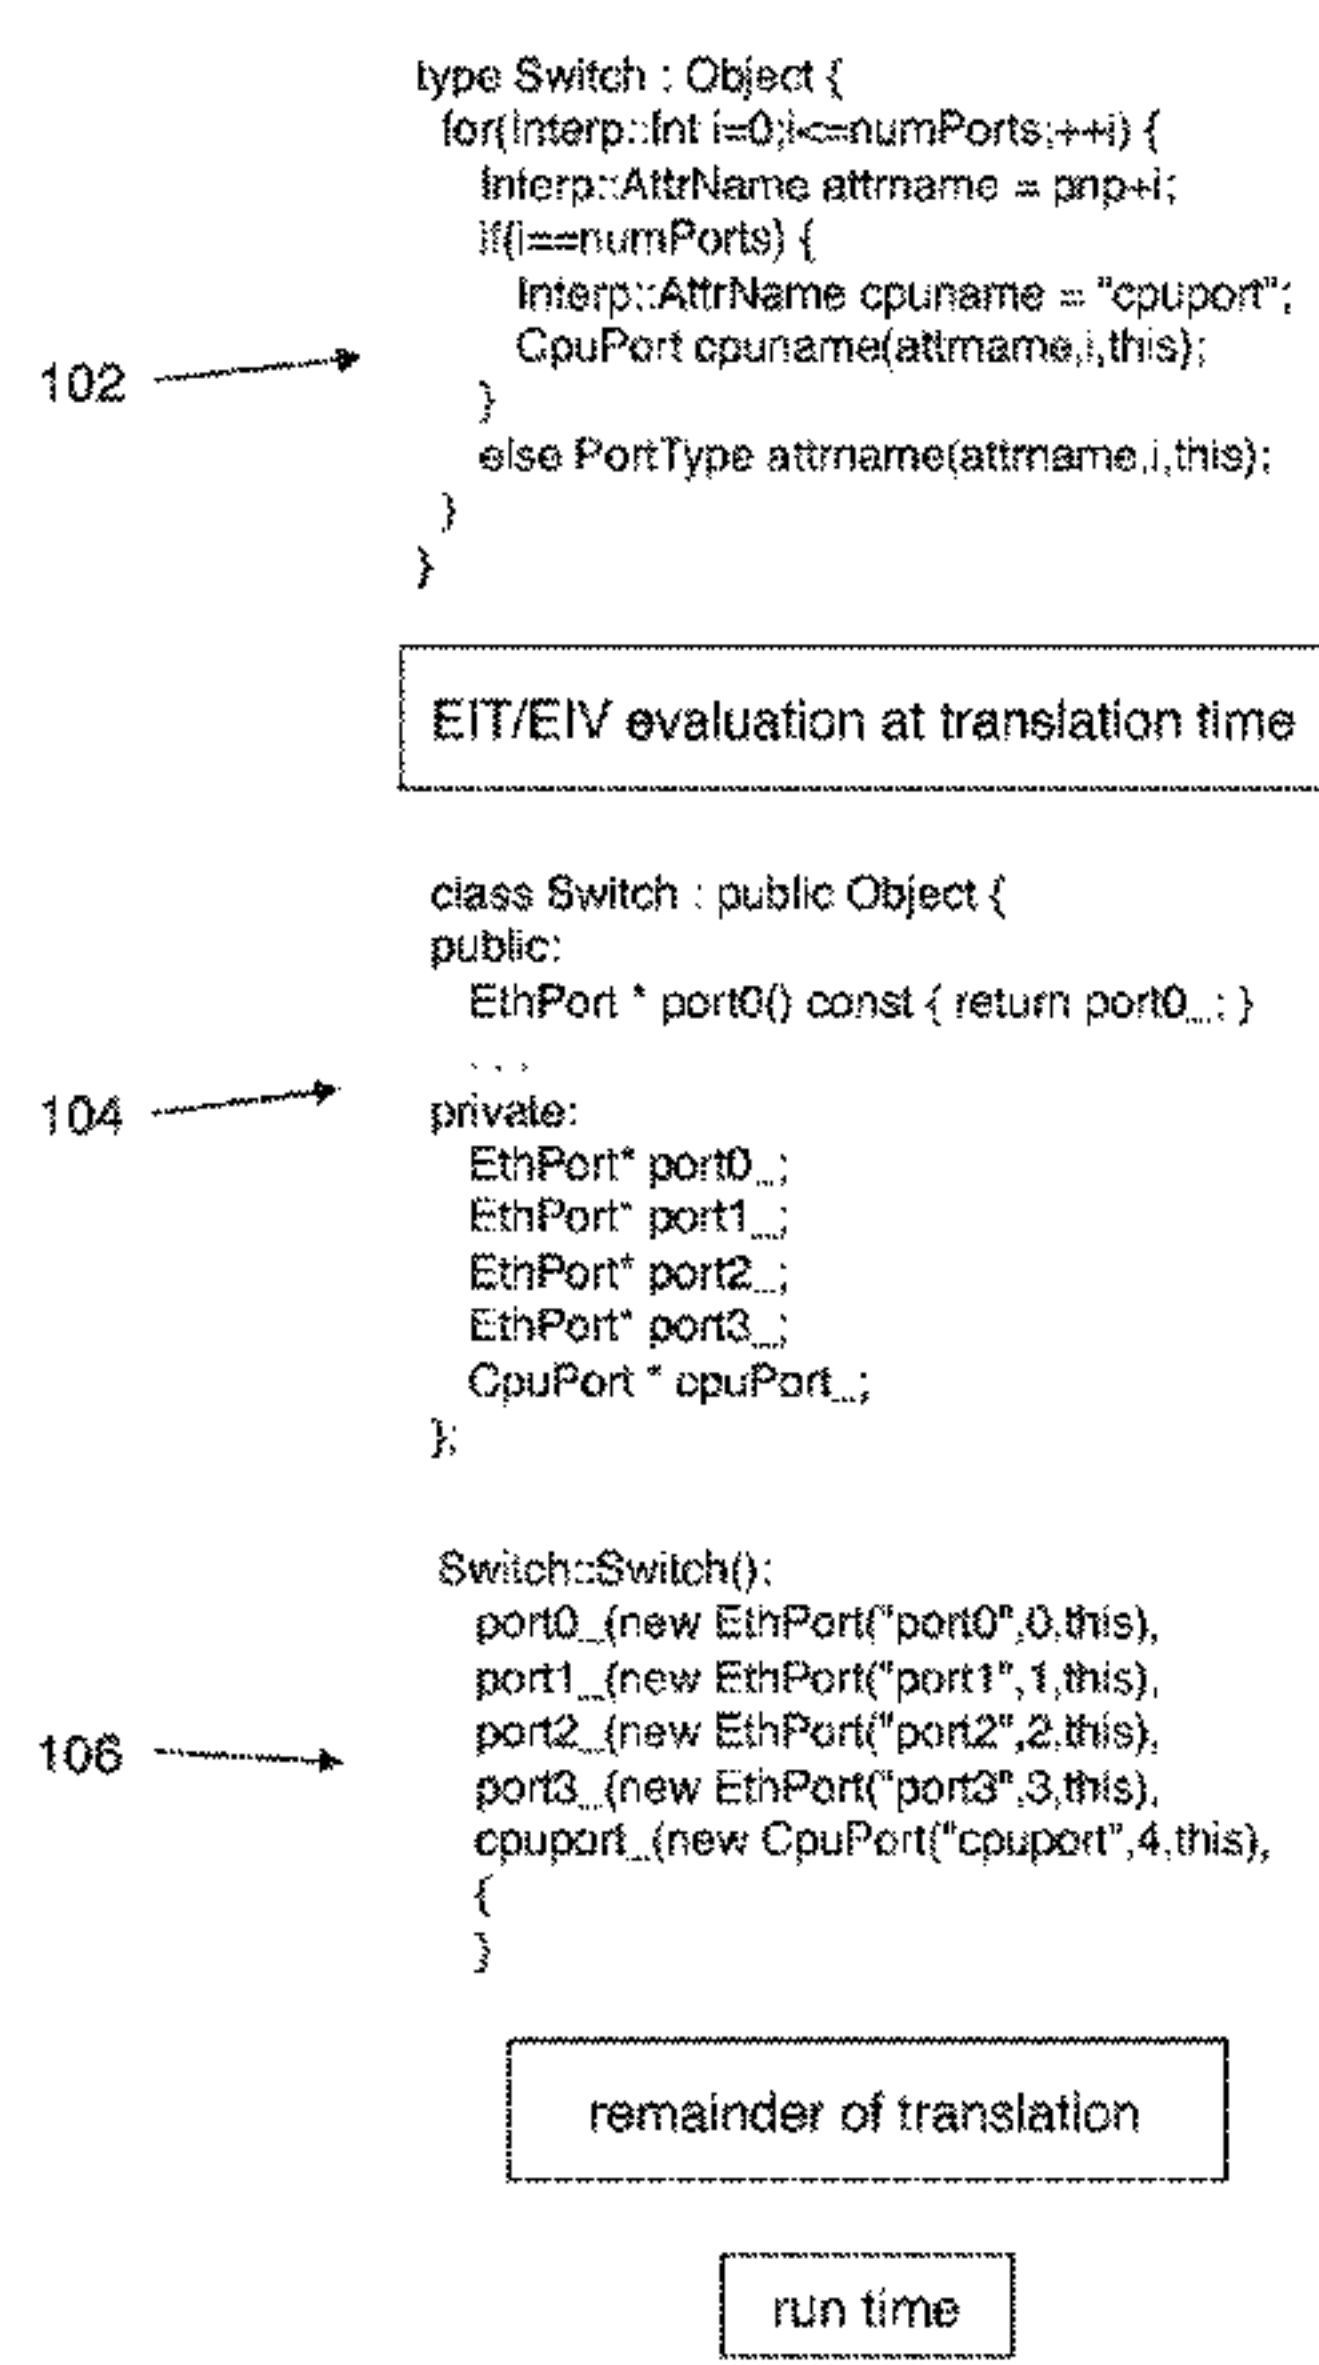 type Switch : Object {
for(Interp::Int i=0;i<=numPorts;++i) {
Interp::AttrName attrname = pnp+i;
if(i==numPorts) {
Interp::AttrName cpuname = "cpuport";
CpuPort cpuname(attrname,i,this);
102
}
else PortType attrname(attrname,i,this);
}
}
EIT/EIV evaluation at translation time
class Switch : public Object {
public:
EthPort * port0() const { return port0_; }
. . .
104
private:
EthPort* port0_;
EthPort* port1_;
EthPort* port2_;
EthPort* port3_;
CpuPort * cpuPort_;
};
Switch::Switch():
port0_(new EthPort("port0",0,this),
port1_(new EthPort("port1",1,this),
port2_(new EthPort("port2",2,this),
106
port3_(new EthPort("port3",3,this),
cpuport_(new CpuPort("cpuport",4,this),
{
}
remainder of translation
run time